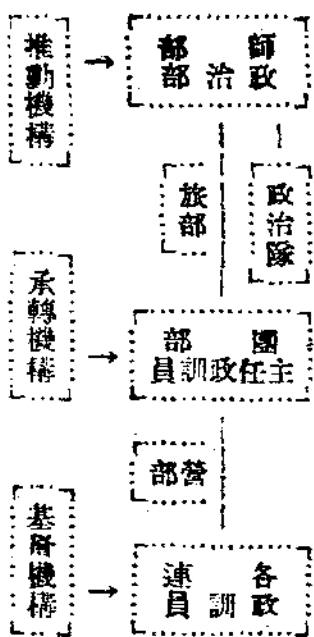 推動機構
師部
政治部
政治隊
旅部
承轉機構
團部
主任政訓員
營部
基層機構
各連
政訓員